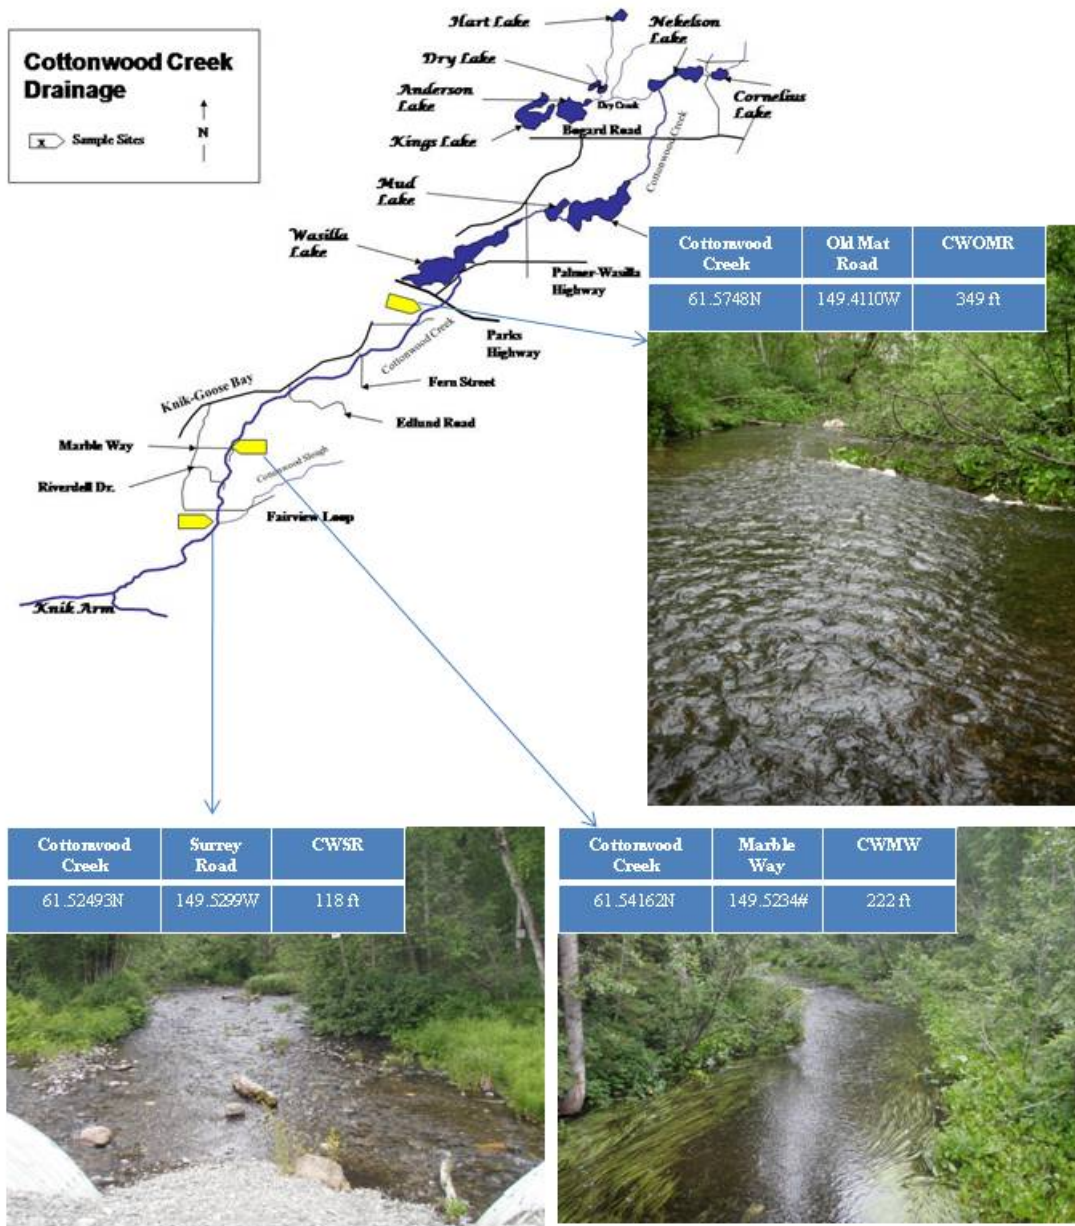 Cottonwood Creek
Drainage
N
x
Sample Sites
Hart Lake
Nekelson
Lake
Dry Lake
Anderson
Lake
Dry Creek
Cornelius
Lake
Kings Lake
Bogard Road
Cottonwood Creek
Mud
Lake
Wasilla
Lake
Palmer-Wasilla
Highway
Parks
Highway
Cottonwood Creek
Fern Street
Knik-Goose Bay
Edlund Road
Marble Way
Cottonwood Slough
Riverdell Dr.
Fairview Loop
Knik Arm
Cottonwood
Creek
Old Mat
Road
CWOMR
61.5748N
149.4110W
349 ft
Cottonwood
Creek
Surrey
Road
CWSR
61.52493N
149.5299W
118 ft
Cottonwood
Creek
Marble
Way
CWMW
61.54162N
149.5234#
222 ft